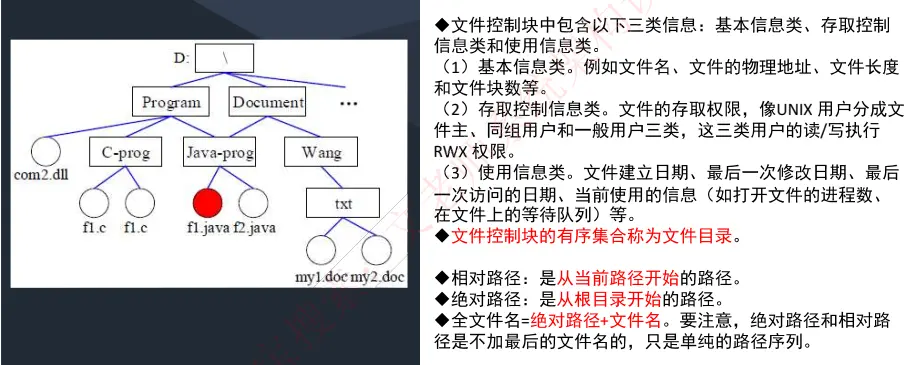 D:
\
Program
Document
...
C-prog
Java-prog
Wang
com2.dll
txt
f1.c
f1.c
f1.java
f2.java
my1.doc
my2.doc
◆文件控制块中包含以下三类信息：基本信息类、存取控制
信息类和使用信息类。
（1）基本信息类。例如文件名、文件的物理地址、文件长度
和文件块数等。
（2）存取控制信息类。文件的存取权限，像UNIX 用户分成文
件主、同组用户和一般用户三类，这三类用户的读/写执行
RWX 权限。
（3）使用信息类。文件建立日期、最后一次修改日期、最后
一次访问的日期、当前使用的信息（如打开文件的进程数、
在文件上的等待队列）等。
◆文件控制块的有序集合称为文件目录。
◆相对路径：是从当前路径开始的路径。
◆绝对路径：是从根目录开始的路径。
◆全文件名=绝对路径+文件名。要注意，绝对路径和相对路
径是不加最后的文件名的，只是单纯的路径序列。